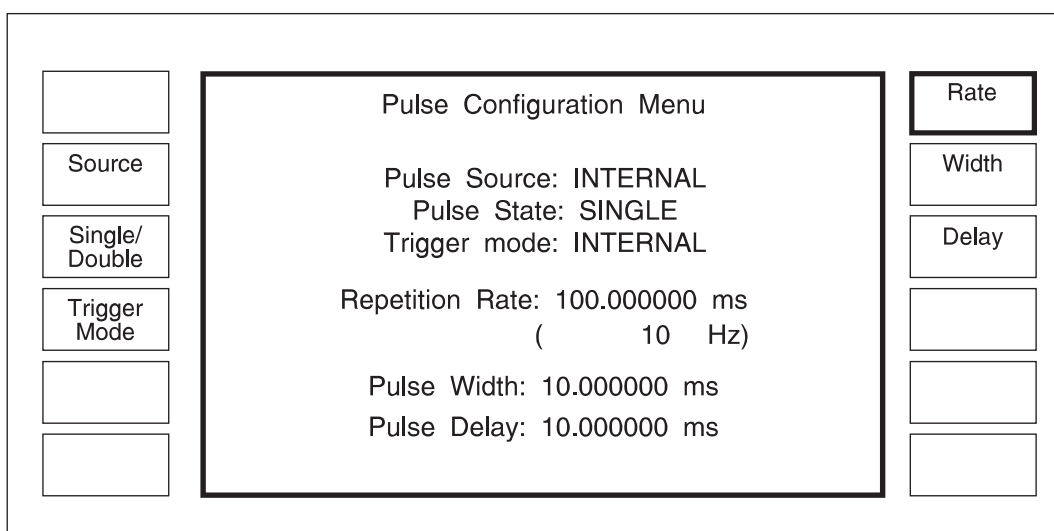 Pulse Configuration Menu
Source
Single/
Double
Trigger
Mode
Pulse Source: INTERNAL
Pulse State: SINGLE
Trigger mode: INTERNAL
Repetition Rate: 100.000000 ms
( 10 Hz)
Pulse Width: 10.000000 ms
Pulse Delay: 10.000000 ms
Rate
Width
Delay